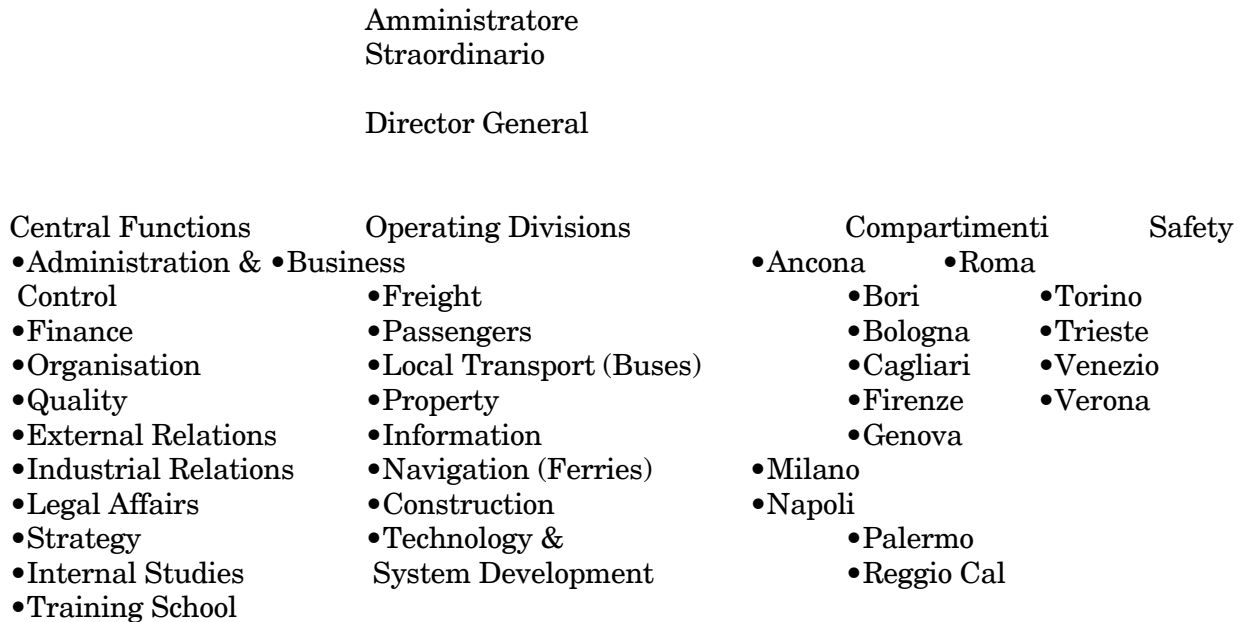 Amministratore
Straordinario
Director General
Central Functions Operating Divisions Compartimenti Safety
•Administration & •Business •Ancona •Roma
Control •Freight •Bori •Torino
•Finance •Passengers •Bologna •Trieste
•Organisation •Local Transport (Buses) •Cagliari •Venezio
•Quality •Property •Firenze •Verona
•External Relations •Information •Genova
•Industrial Relations •Navigation (Ferries) •Milano
•Legal Affairs •Construction •Napoli
•Strategy •Technology & •Palermo
•Internal Studies System Development •Reggio Cal
•Training School